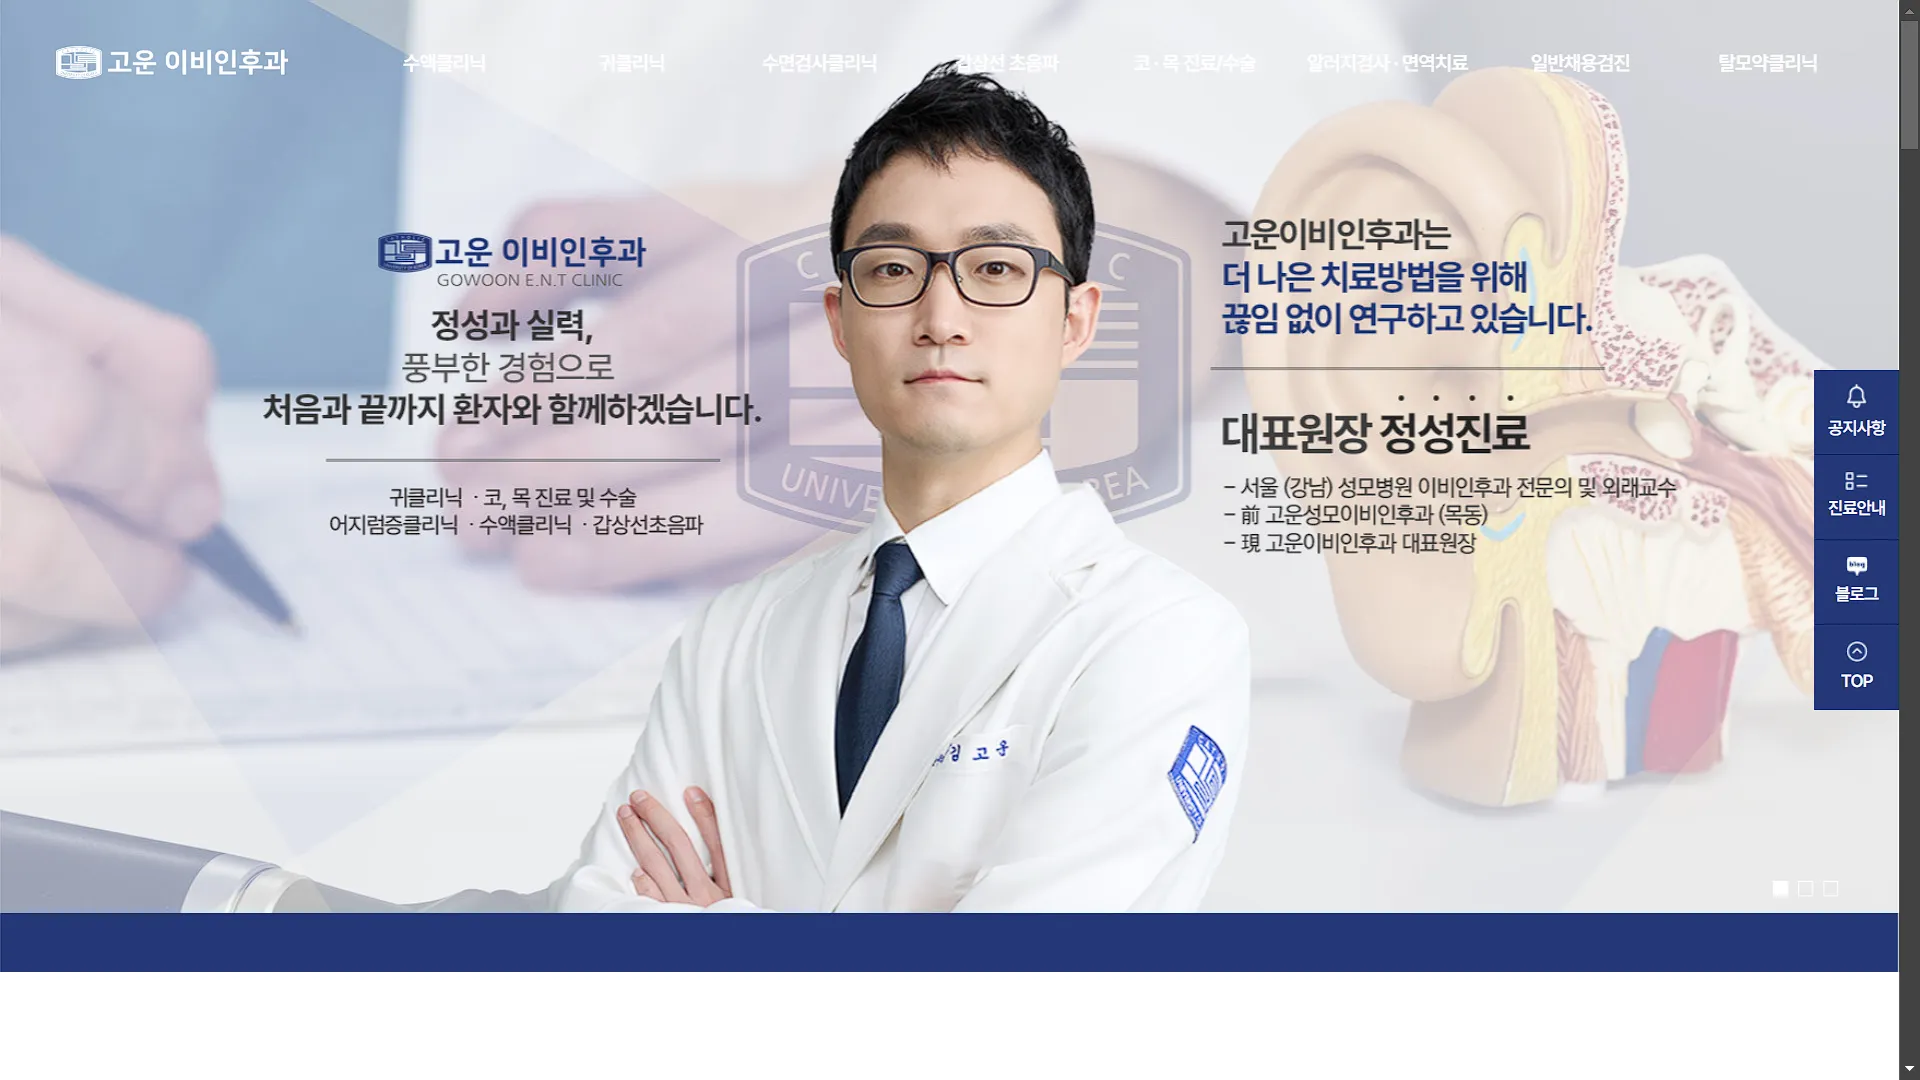 고운 이비인후과
수액클리닉
귀클리닉
수면검사클리닉
갑상선 초음파
코 · 목 진료/수술
알러지검사 · 면역치료
일반채용검진
탈모약클리닉
고운 이비인후과
GOWOON E.N.T CLINIC
정성과 실력,
풍부한 경험으로
처음과 끝까지 환자와 함께하겠습니다.
귀클리닉 · 코, 목 진료 및 수술
어지럼증클리닉 · 수액클리닉 · 갑상선초음파
고운이비인후과는
더 나은 치료방법을 위해
끊임 없이 연구하고 있습니다.
대표원장 정성진료
- 서울 (강남) 성모병원 이비인후과 전문의 및 외래교수
- 前 고운성모이비인후과 (목동)
- 現 고운이비인후과 대표원장
김 고 운
공지사항
진료안내
blog
블로그
TOP